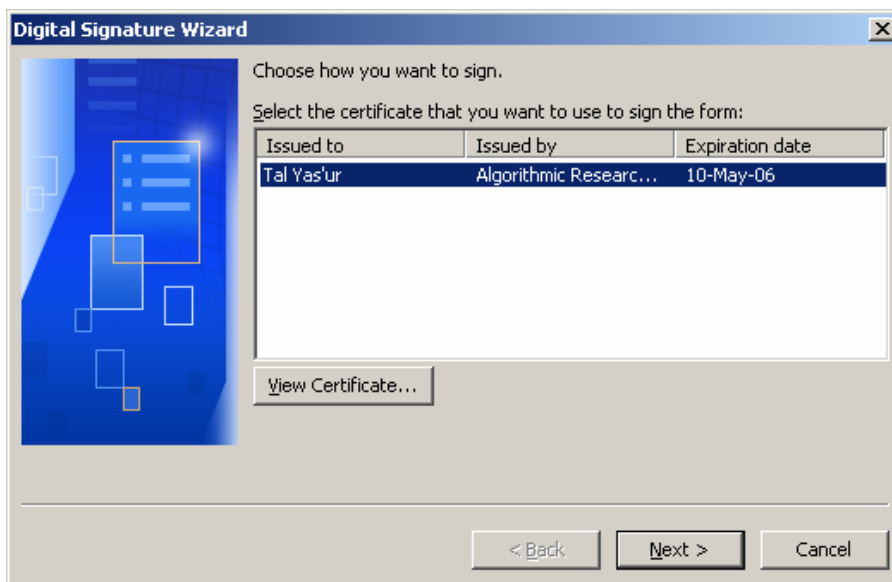 Digital Signature Wizard
Choose how you want to sign.
Select the certificate that you want to use to sign the form:
Issued to Issued by Expiration date
Tal Yas'ur Algorithmic Researc... 10-May-06
View Certificate...
< Back Next > Cancel